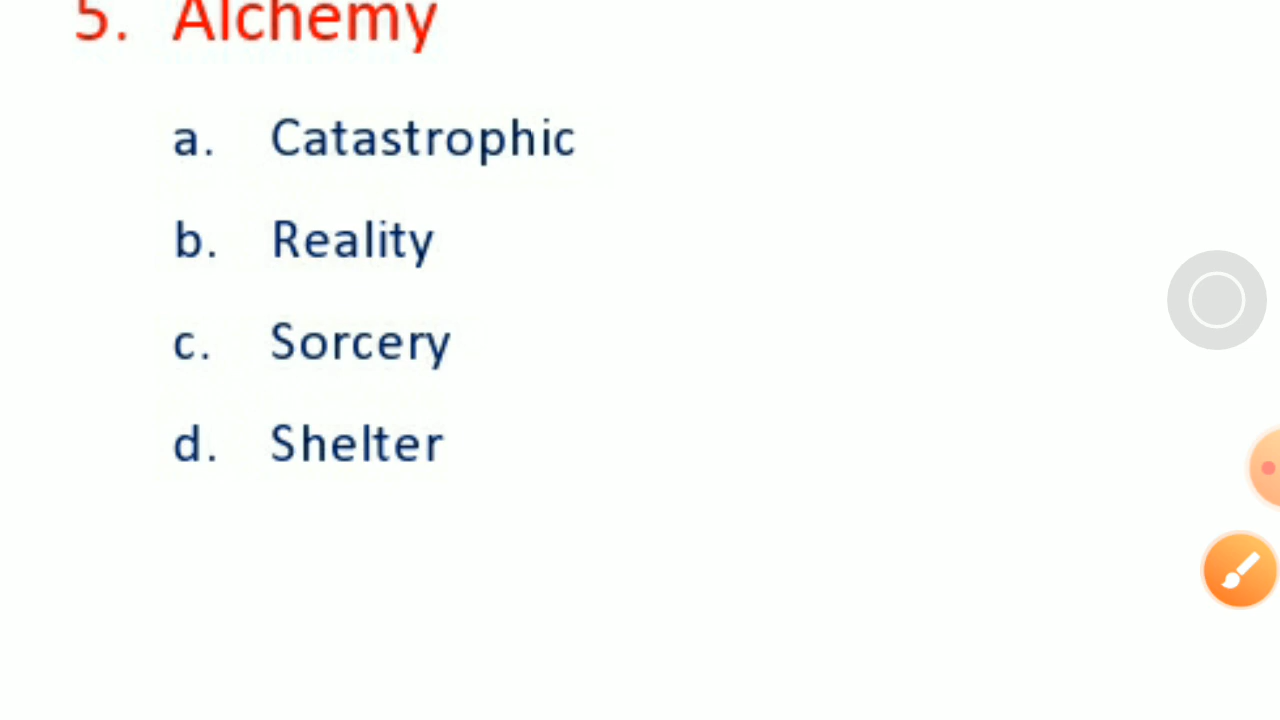 5. Alchemy
a. Catastrophic
b. Reality
c. Sorcery
d. Shelter